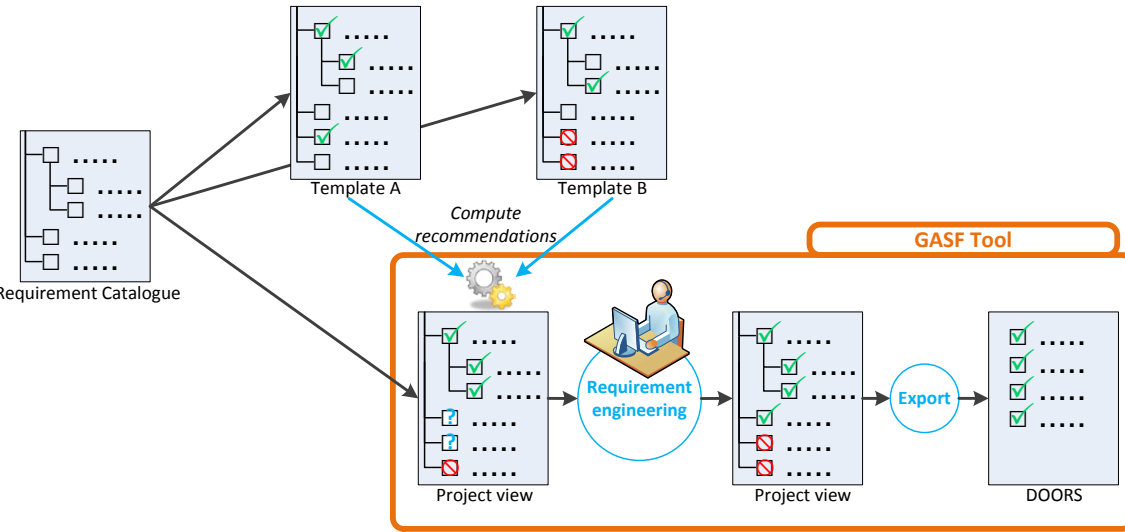 Template A
Template B
Compute
recommendations
GASF Tool
Requirement Catalogue
?
?
Requirement
engineering
Export
Project view
Project view
DOORS